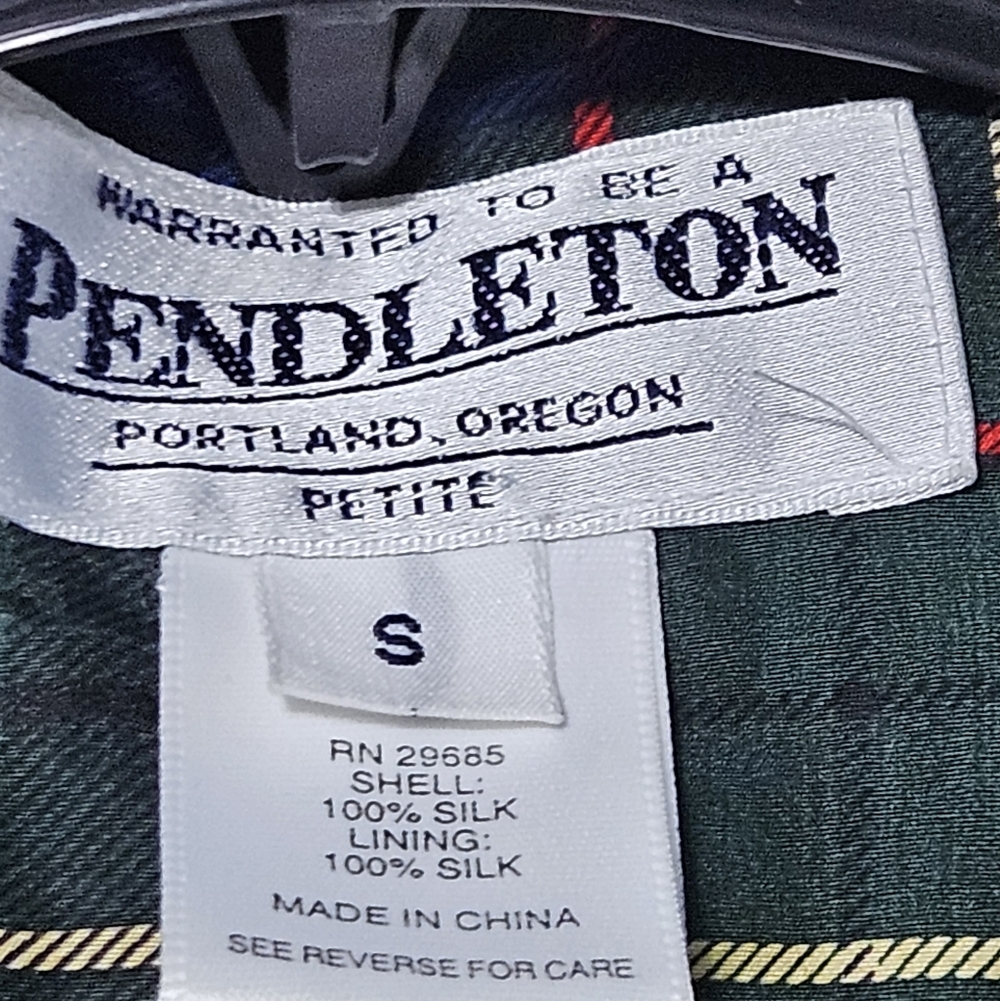 WARRANTED TO BE A
PENDLETON
PORTLAND, OREGON
PETITE
S
RN 29685
SHELL:
100% SILK
LINING:
100% SILK
MADE IN CHINA
SEE REVERSE FOR CARE